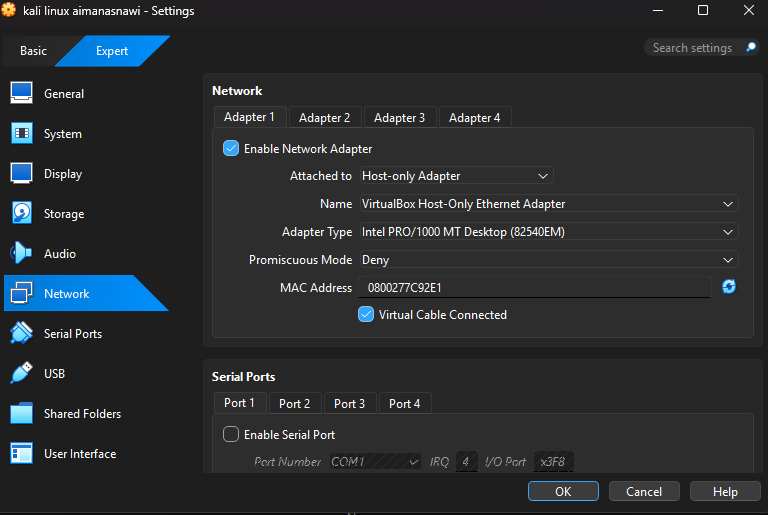 kali linux aimanasnawi - Settings
Basic
Expert
Search settings
General
System
Display
Storage
Audio
Network
Serial Ports
USB
Shared Folders
User Interface
Network
Adapter 1 Adapter 2 Adapter 3 Adapter 4
Enable Network Adapter
Attached to Host-only Adapter
Name VirtualBox Host-Only Ethernet Adapter
Adapter Type Intel PRO/1000 MT Desktop (82540EM)
Promiscuous Mode Deny
MAC Address 0800277C92E1
Virtual Cable Connected
Serial Ports
Port 1 Port 2 Port 3 Port 4
Enable Serial Port
Port Number COM1 IRQ 4 I/O Port x3F8
OK Cancel Help